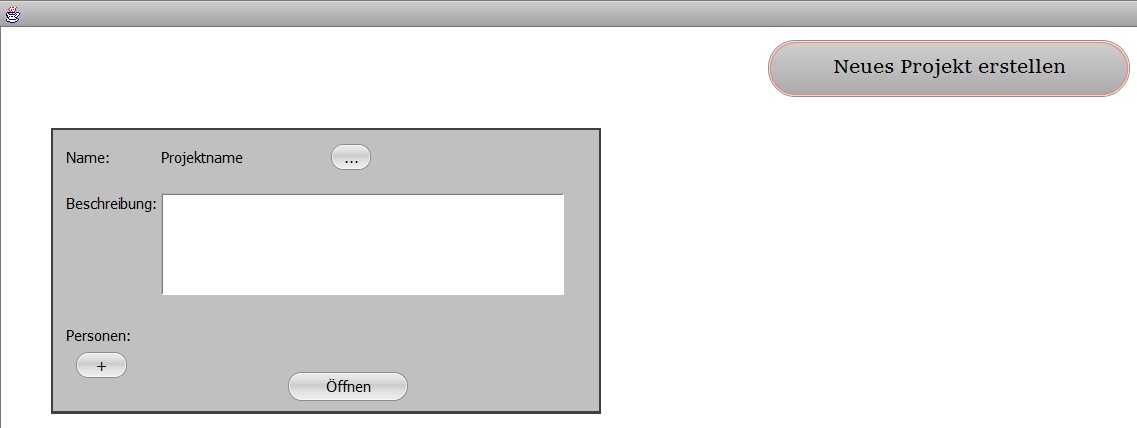 Neues Projekt erstellen
Name: Projektname ...
Beschreibung:
Personen:
+
Öffnen